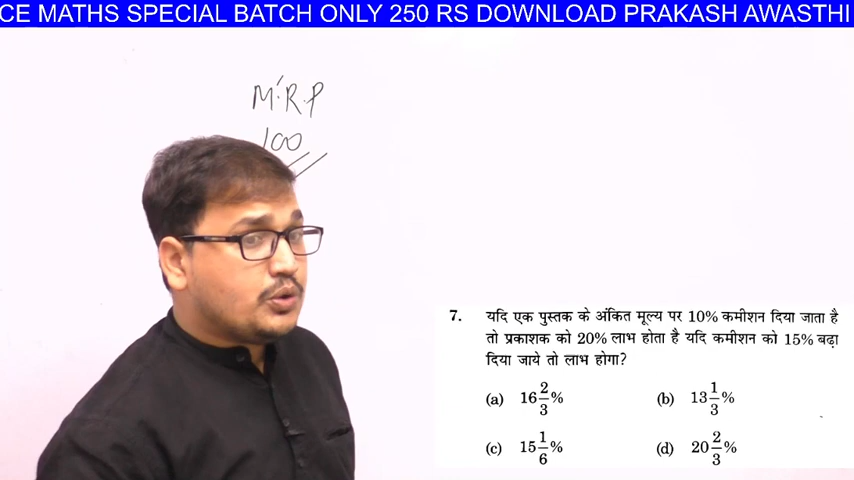 CE MATHS SPECIAL BATCH ONLY 250 RS DOWNLOAD PRAKASH AWASTHI
M.R.P
100
7. यदि एक पुस्तक के अंकित मूल्य पर 10% कमीशन दिया जाता है
तो प्रकाशक को 20% लाभ होता है यदि कमीशन को 15% बढ़ा
दिया जाये तो लाभ होगा?
(a) 16 2/3% (b) 13 1/3%
(c) 15 1/6% (d) 20 2/3%